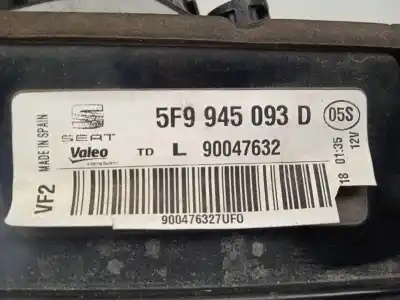 MADE IN SPAIN
VF2
SEAT
Valeo
5F9 945 093 D
05S
TD L 90047632
18 01:35
12V
900476327UF0